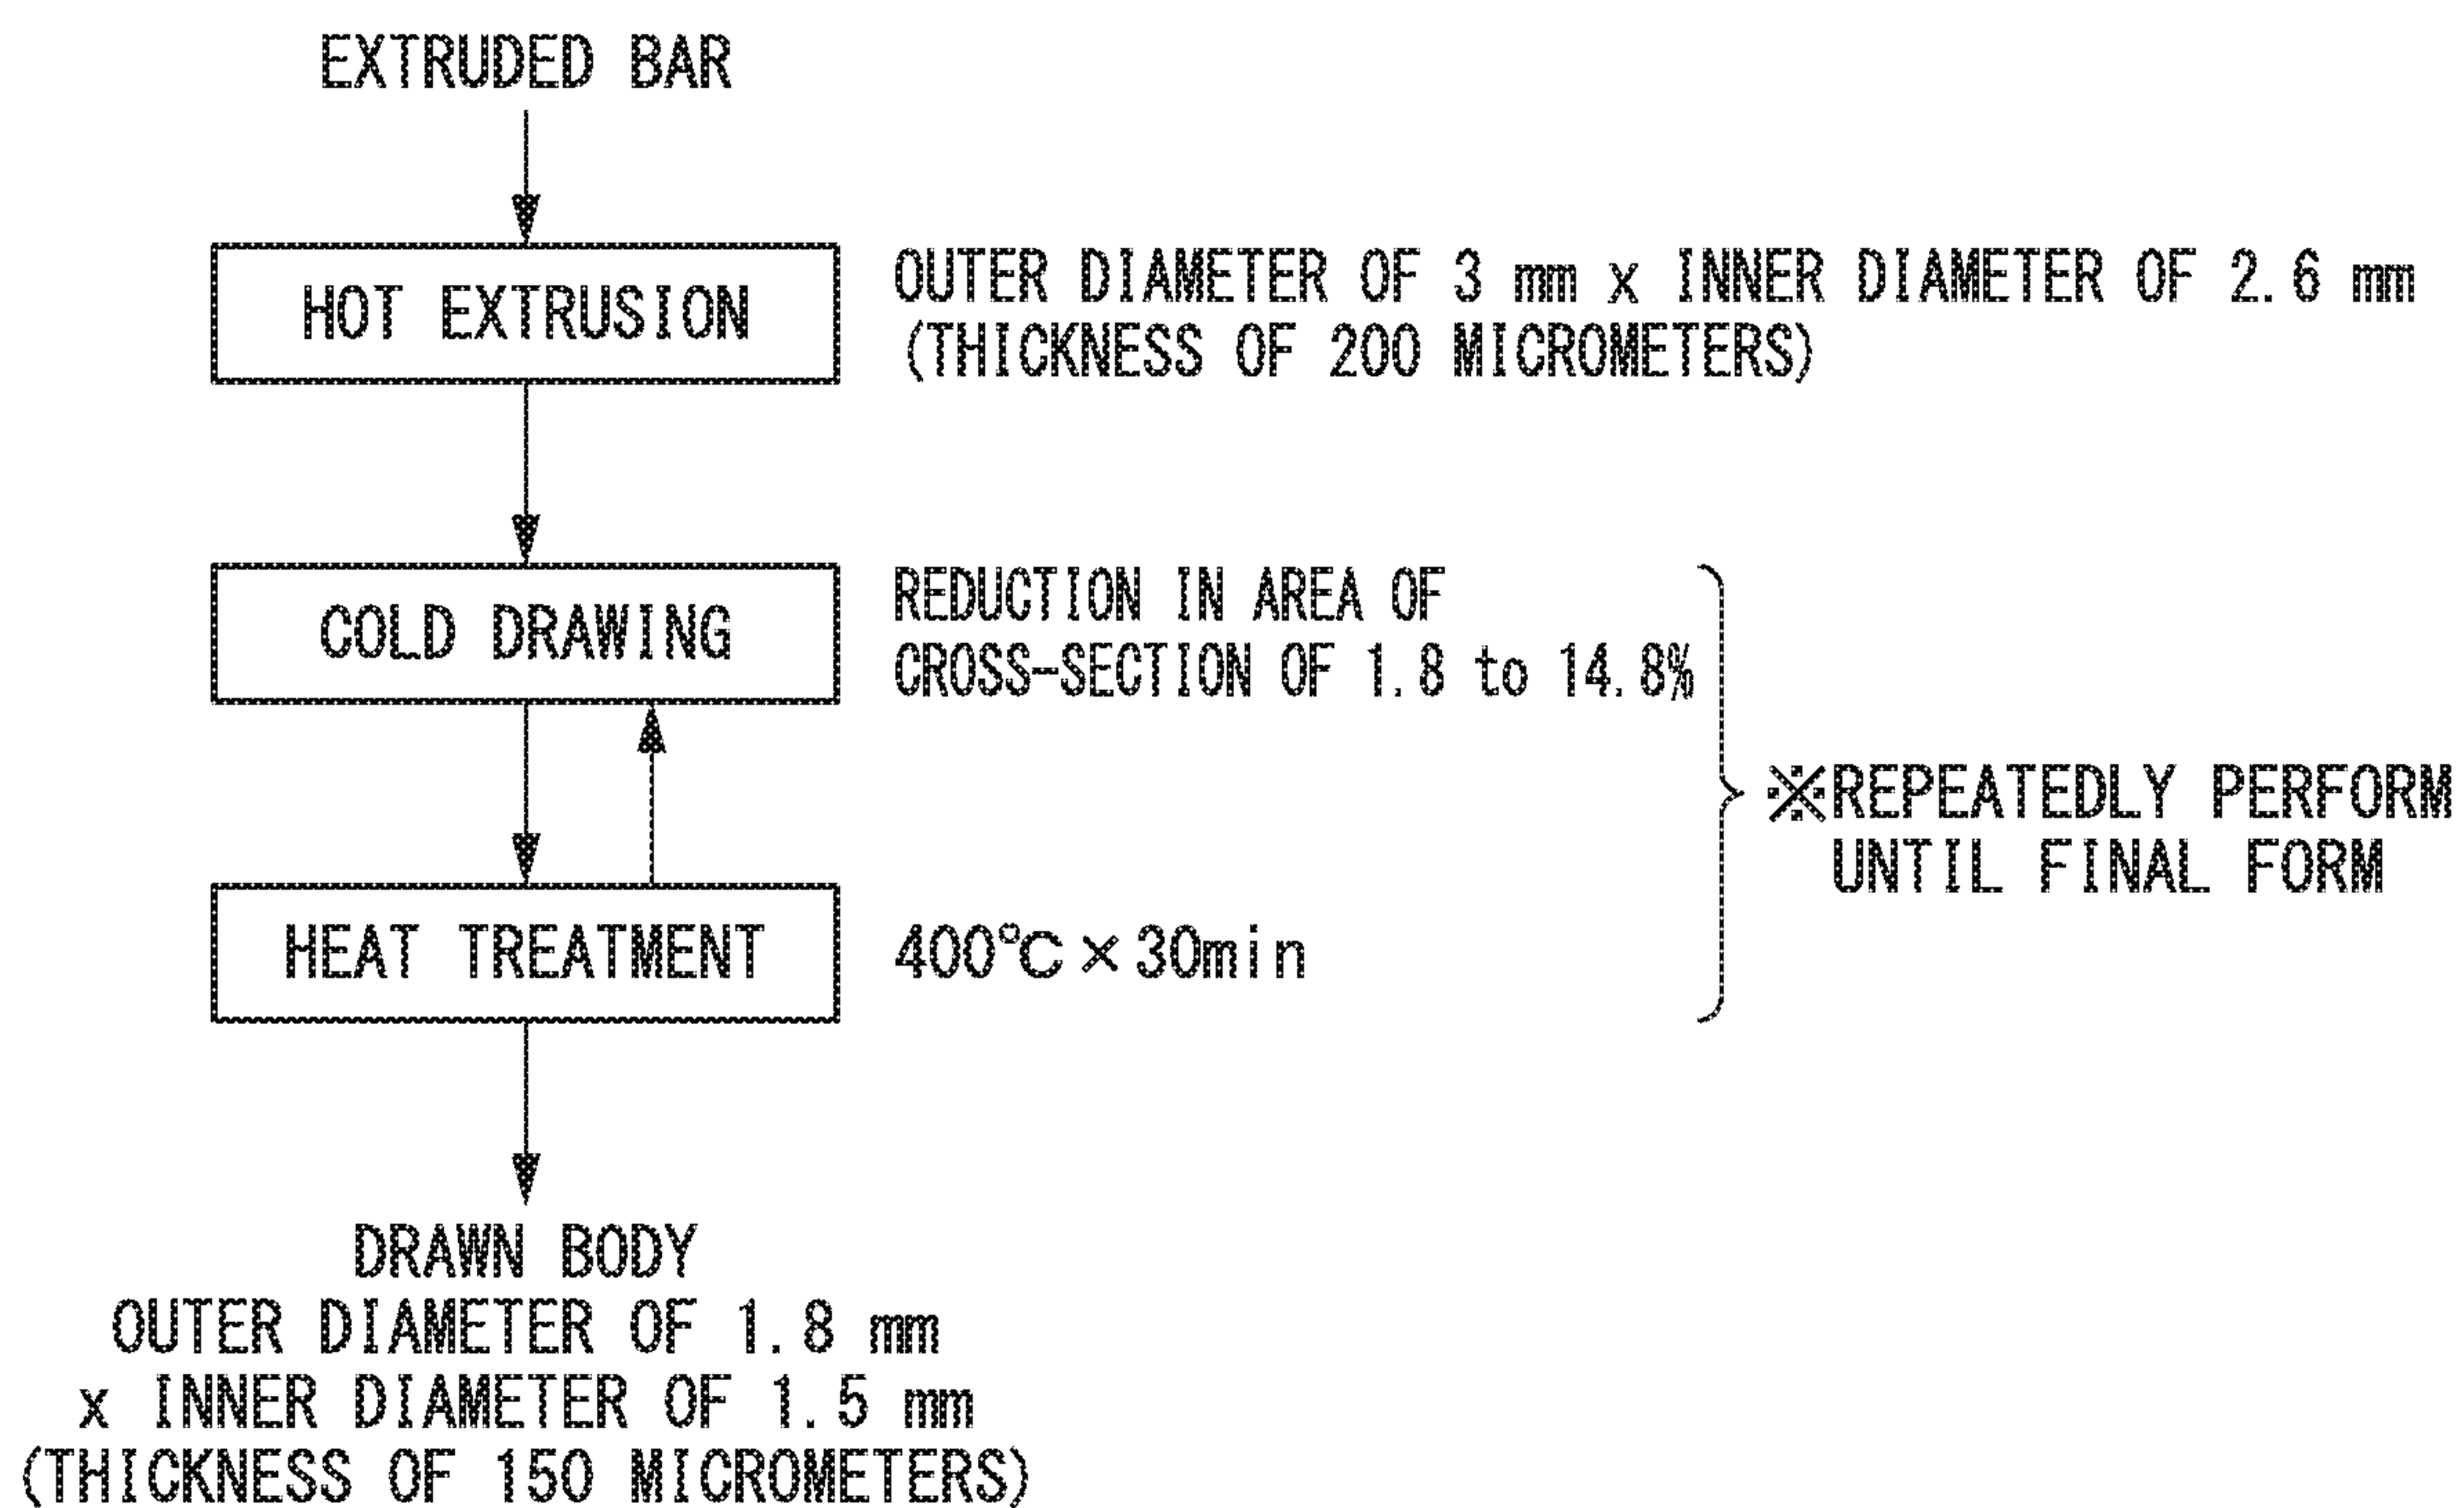 EXTRUDED BAR
HOT EXTRUSION
OUTER DIAMETER OF 3 mm x INNER DIAMETER OF 2.6 mm
(THICKNESS OF 200 MICROMETERS)
COLD DRAWING
REDUCTION IN AREA OF
CROSS-SECTION OF 1.8 to 14.8%
※REPEATEDLY PERFORM
UNTIL FINAL FORM
HEAT TREATMENT
400℃×30min
DRAWN BODY
OUTER DIAMETER OF 1.8 mm
x INNER DIAMETER OF 1.5 mm
(THICKNESS OF 150 MICROMETERS)